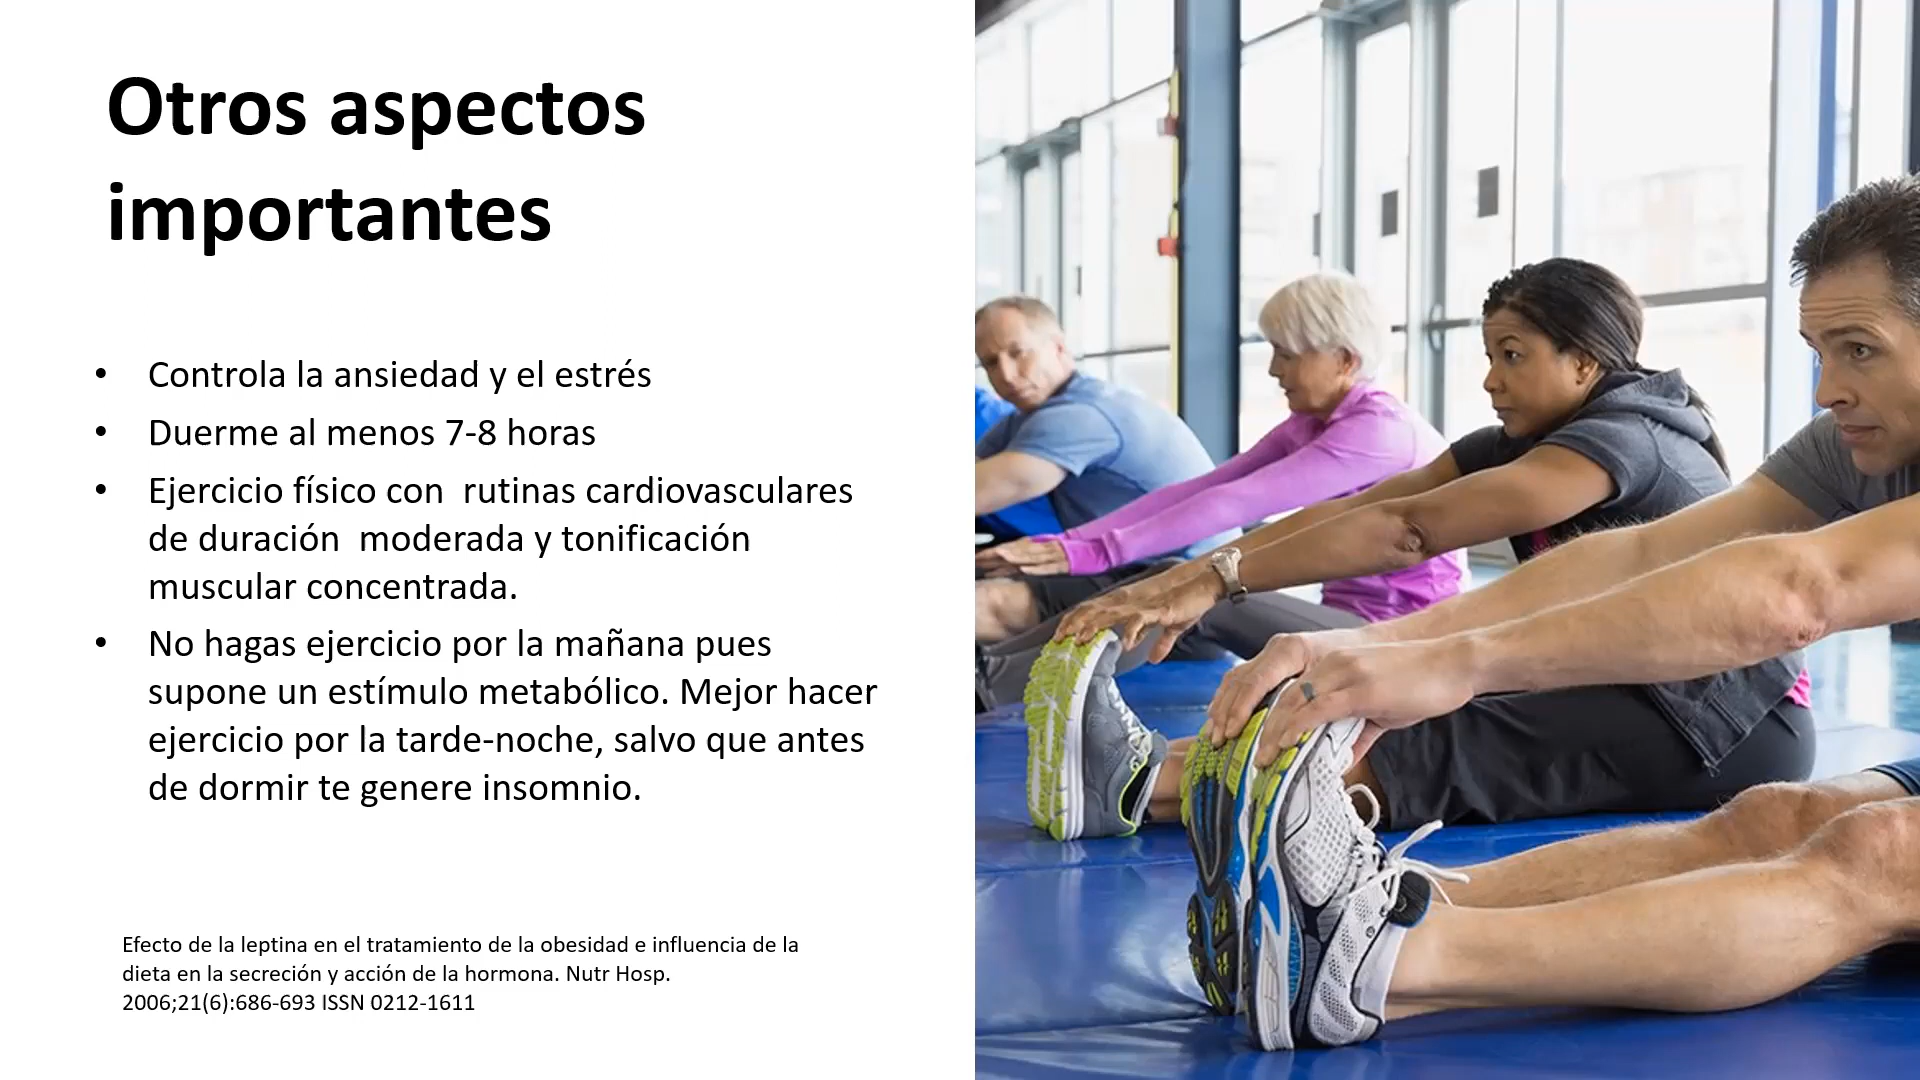 Otros aspectos
importantes
• Controla la ansiedad y el estrés
• Duerme al menos 7-8 horas
• Ejercicio físico con  rutinas cardiovasculares
de duración  moderada y tonificación
muscular concentrada.
• No hagas ejercicio por la mañana pues
supone un estímulo metabólico. Mejor hacer
ejercicio por la tarde-noche, salvo que antes
de dormir te genere insomnio.
Efecto de la leptina en el tratamiento de la obesidad e influencia de la
dieta en la secreción y acción de la hormona. Nutr Hosp.
2006;21(6):686-693 ISSN 0212-1611